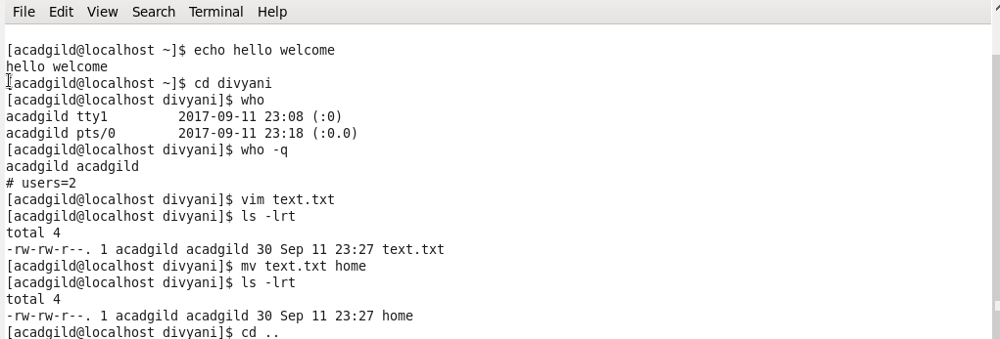 File Edit View Search Terminal Help
[acadgild@localhost ~]$ echo hello welcome
hello welcome
[acadgild@localhost ~]$ cd divyani
[acadgild@localhost divyani]$ who
acadgild tty1         2017-09-11 23:08 (:0)
acadgild pts/0        2017-09-11 23:18 (:0.0)
[acadgild@localhost divyani]$ who -q
acadgild acadgild
# users=2
[acadgild@localhost divyani]$ vim text.txt
[acadgild@localhost divyani]$ ls -lrt
total 4
-rw-rw-r--. 1 acadgild acadgild 30 Sep 11 23:27 text.txt
[acadgild@localhost divyani]$ mv text.txt home
[acadgild@localhost divyani]$ ls -lrt
total 4
-rw-rw-r--. 1 acadgild acadgild 30 Sep 11 23:27 home
[acadgild@localhost divyani]$ cd ..